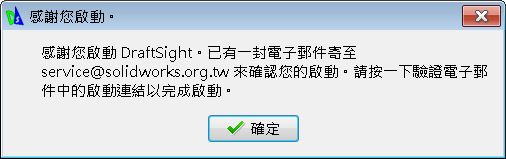 感謝您啟動。
感謝您啟動 DraftSight。已有一封電子郵件寄至
service@solidworks.org.tw 來確認您的啟動。請按一下驗證電子郵
件中的啟動連結以完成啟動。
確定